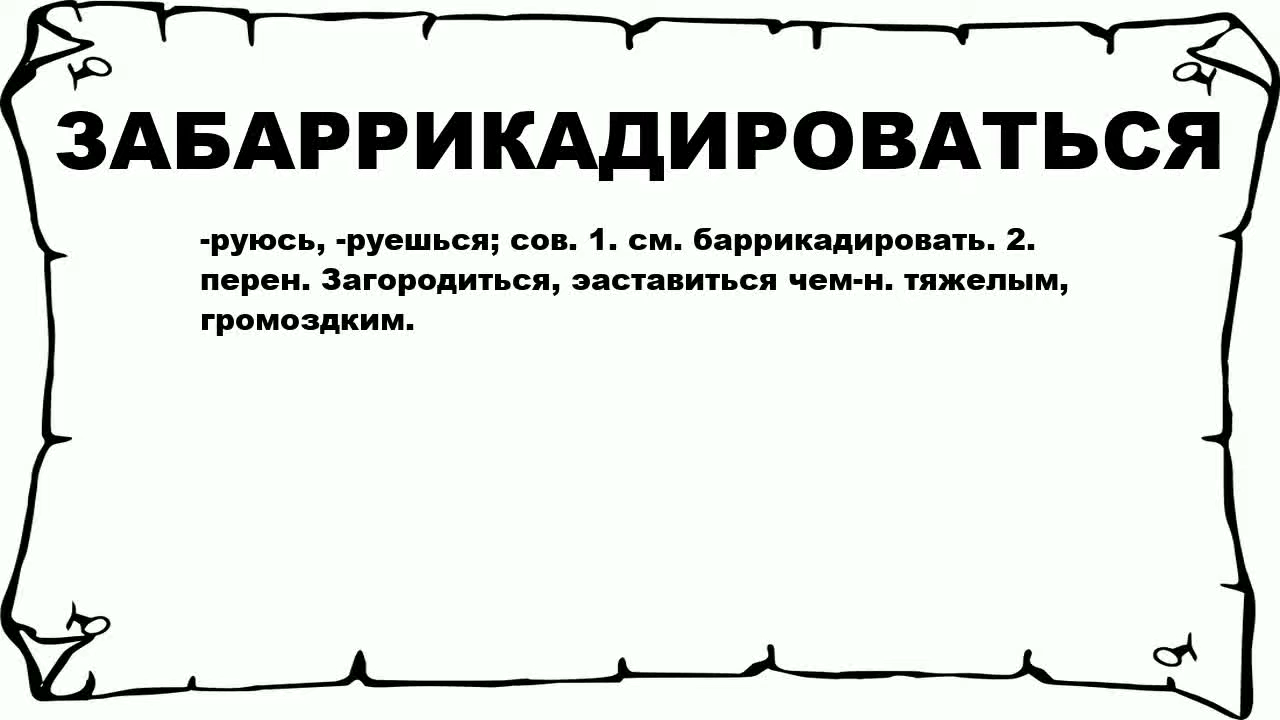 ЗАБАРРИКАДИРОВАТЬСЯ
-руюсь, -руешься; сов. 1. см. баррикадировать. 2.
перен. Загородиться, эаставиться чем-н. тяжелым,
громоздким.